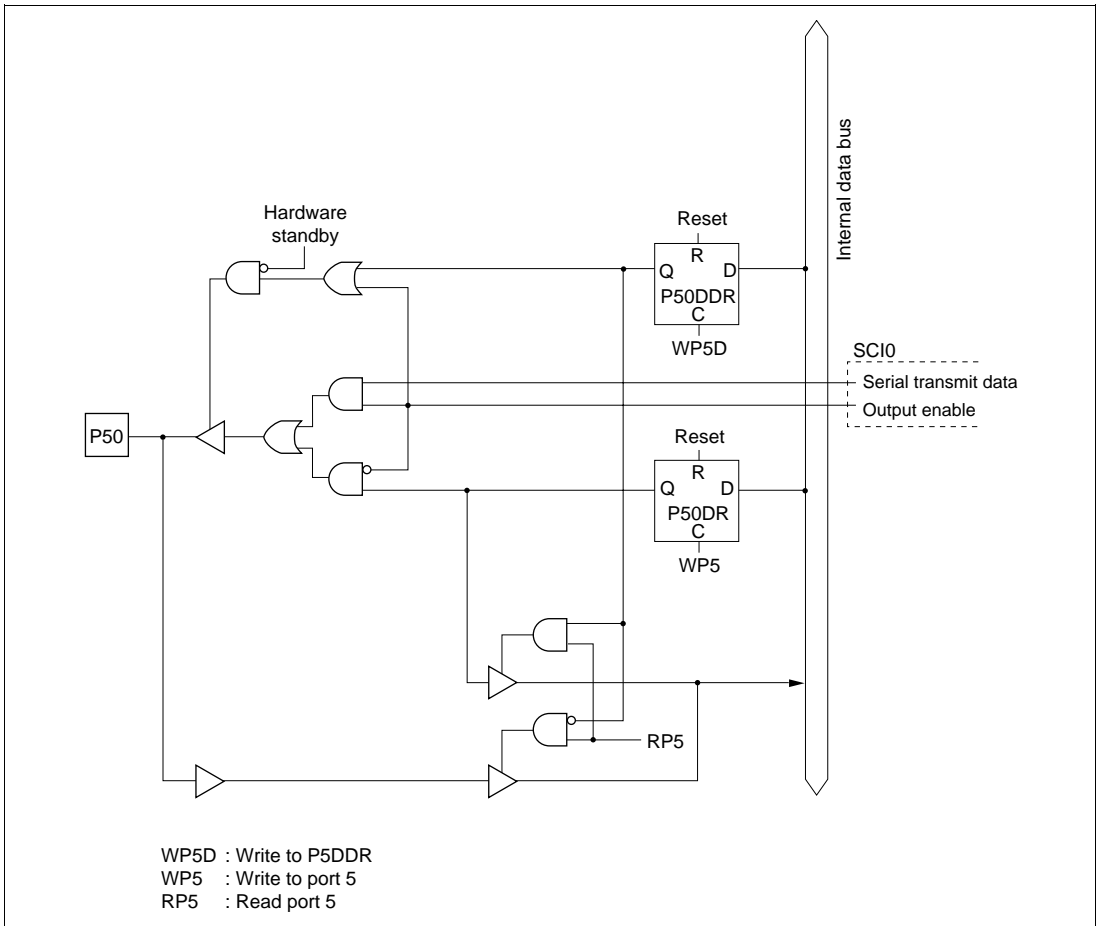 Internal data bus
Hardware
standby
Reset
R
Q D
P50DDR
C
WP5D
SCI0
Serial transmit data
Output enable
P50
Reset
R
Q D
P50DR
C
WP5
RP5
WP5D : Write to P5DDR
WP5 : Write to port 5
RP5 : Read port 5